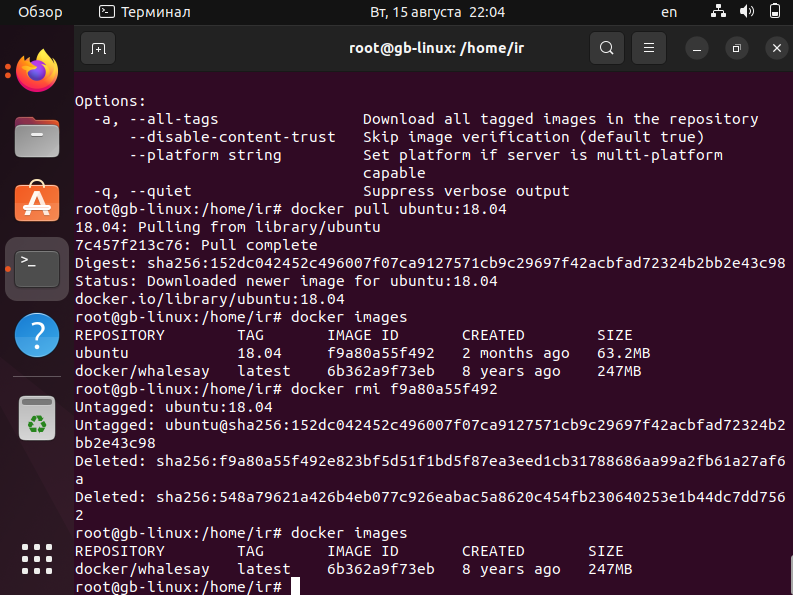 Обзор Терминал Вт, 15 августа 22:04 en
root@gb-linux: /home/ir
Options:
  -a, --all-tags                Download all tagged images in the repository
      --disable-content-trust   Skip image verification (default true)
      --platform string         Set platform if server is multi-platform
                                capable
  -q, --quiet                   Suppress verbose output
root@gb-linux:/home/ir# docker pull ubuntu:18.04
18.04: Pulling from library/ubuntu
7c457f213c76: Pull complete
Digest: sha256:152dc042452c496007f07ca9127571cb9c29697f42acbfad72324b2bb2e43c98
Status: Downloaded newer image for ubuntu:18.04
docker.io/library/ubuntu:18.04
root@gb-linux:/home/ir# docker images
REPOSITORY        TAG       IMAGE ID       CREATED        SIZE
ubuntu            18.04     f9a80a55f492   2 months ago   63.2MB
docker/whalesay   latest    6b362a9f73eb   8 years ago    247MB
root@gb-linux:/home/ir# docker rmi f9a80a55f492
Untagged: ubuntu:18.04
Untagged: ubuntu@sha256:152dc042452c496007f07ca9127571cb9c29697f42acbfad72324b2
bb2e43c98
Deleted: sha256:f9a80a55f492e823bf5d51f1bd5f87ea3eed1cb31788686aa99a2fb61a27af6
a
Deleted: sha256:548a79621a426b4eb077c926eabac5a8620c454fb230640253e1b44dc7dd756
2
root@gb-linux:/home/ir# docker images
REPOSITORY        TAG       IMAGE ID       CREATED       SIZE
docker/whalesay   latest    6b362a9f73eb   8 years ago   247MB
root@gb-linux:/home/ir#